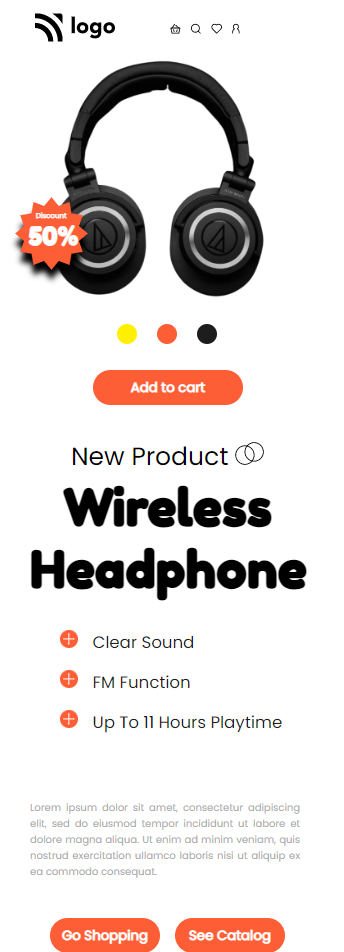 logo
Discount
50%
Add to cart
New Product
Wireless
Headphone
Clear Sound
FM Function
Up To 11 Hours Playtime
Lorem ipsum dolor sit amet, consectetur adipiscing
elit, sed do eiusmod tempor incididunt ut labore et
dolore magna aliqua. Ut enim ad minim veniam, quis
nostrud exercitation ullamco laboris nisi ut aliquip ex
ea commodo consequat.
Go Shopping
See Catalog